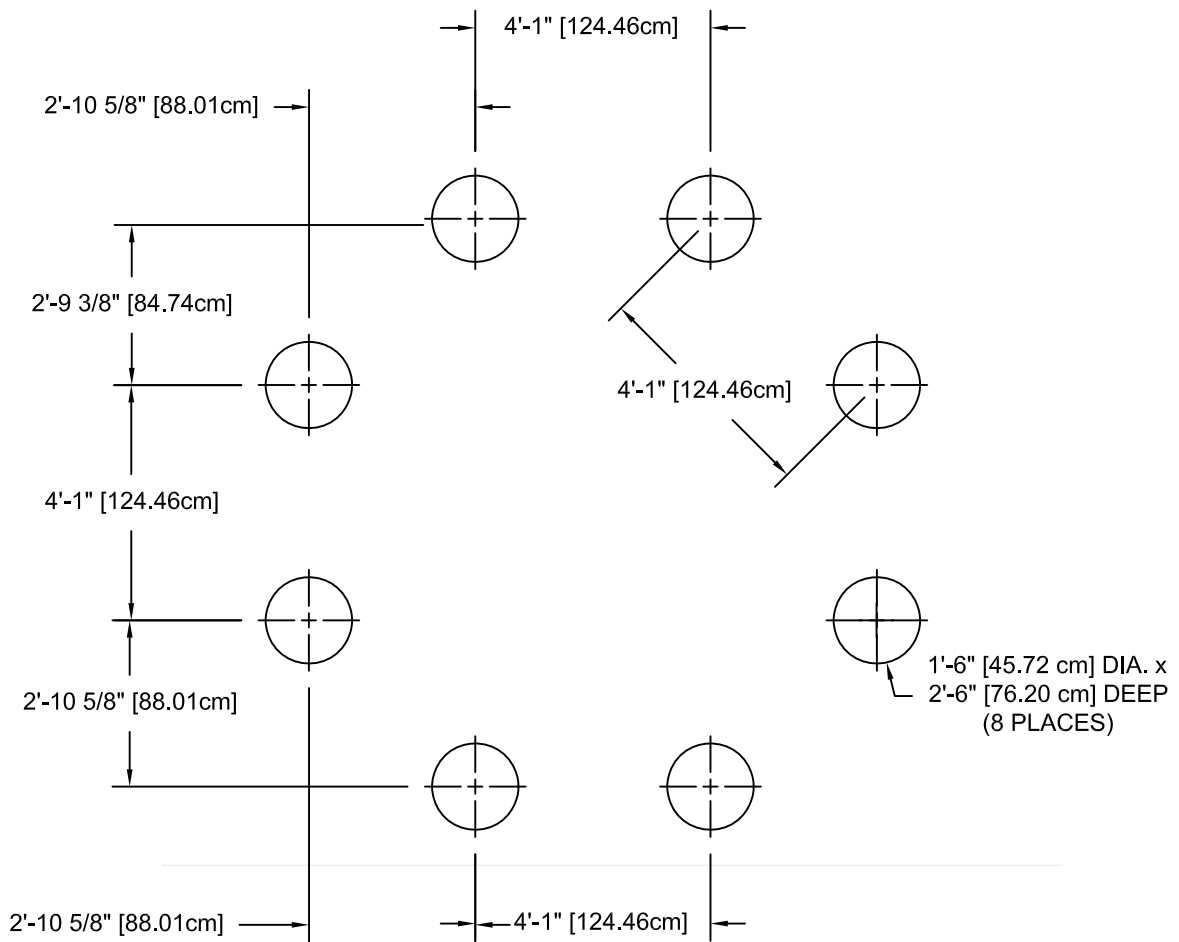 4'-1" [124.46cm]
2'-10 5/8" [88.01cm]
2'-9 3/8" [84.74cm]
4'-1" [124.46cm]
4'-1" [124.46cm]
1'-6" [45.72 cm] DIA. x
2'-6" [76.20 cm] DEEP
(8 PLACES)
2'-10 5/8" [88.01cm]
2'-10 5/8" [88.01cm]
4'-1" [124.46cm]